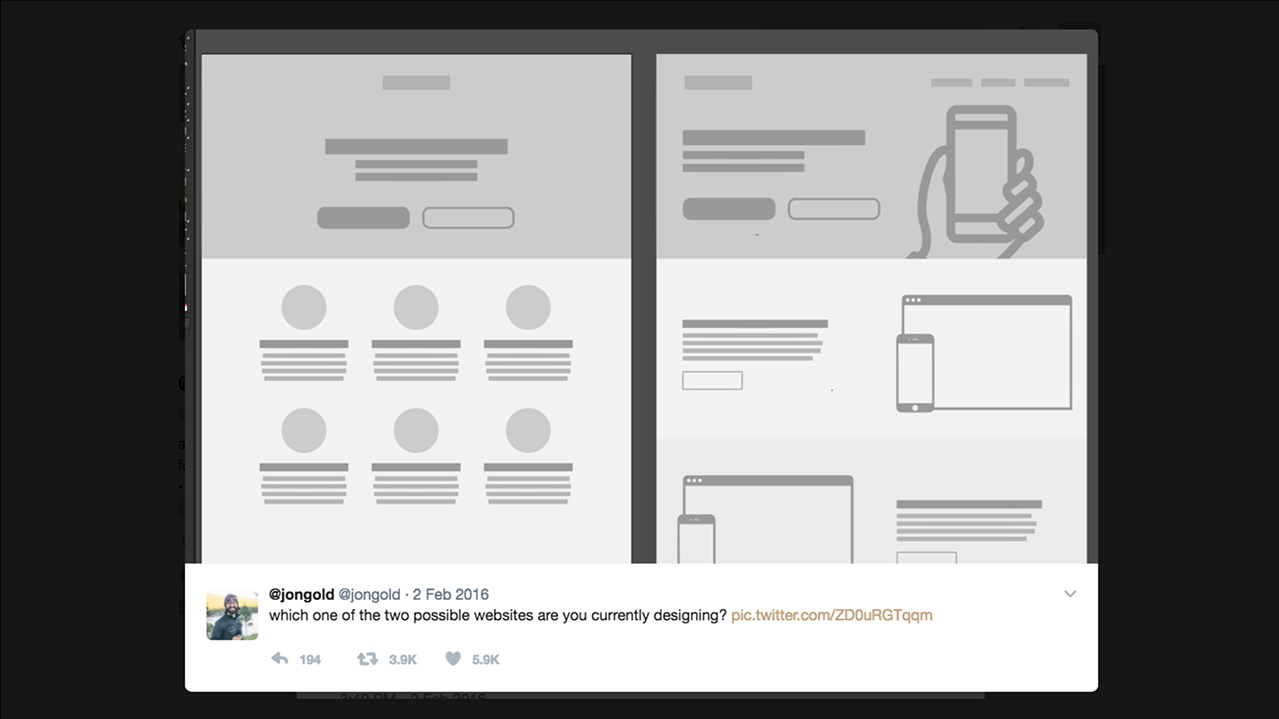 @jongold @jongold · 2 Feb 2016
which one of the two possible websites are you currently designing? pic.twitter.com/ZD0uRGTqqm
194 3.9K 5.9K